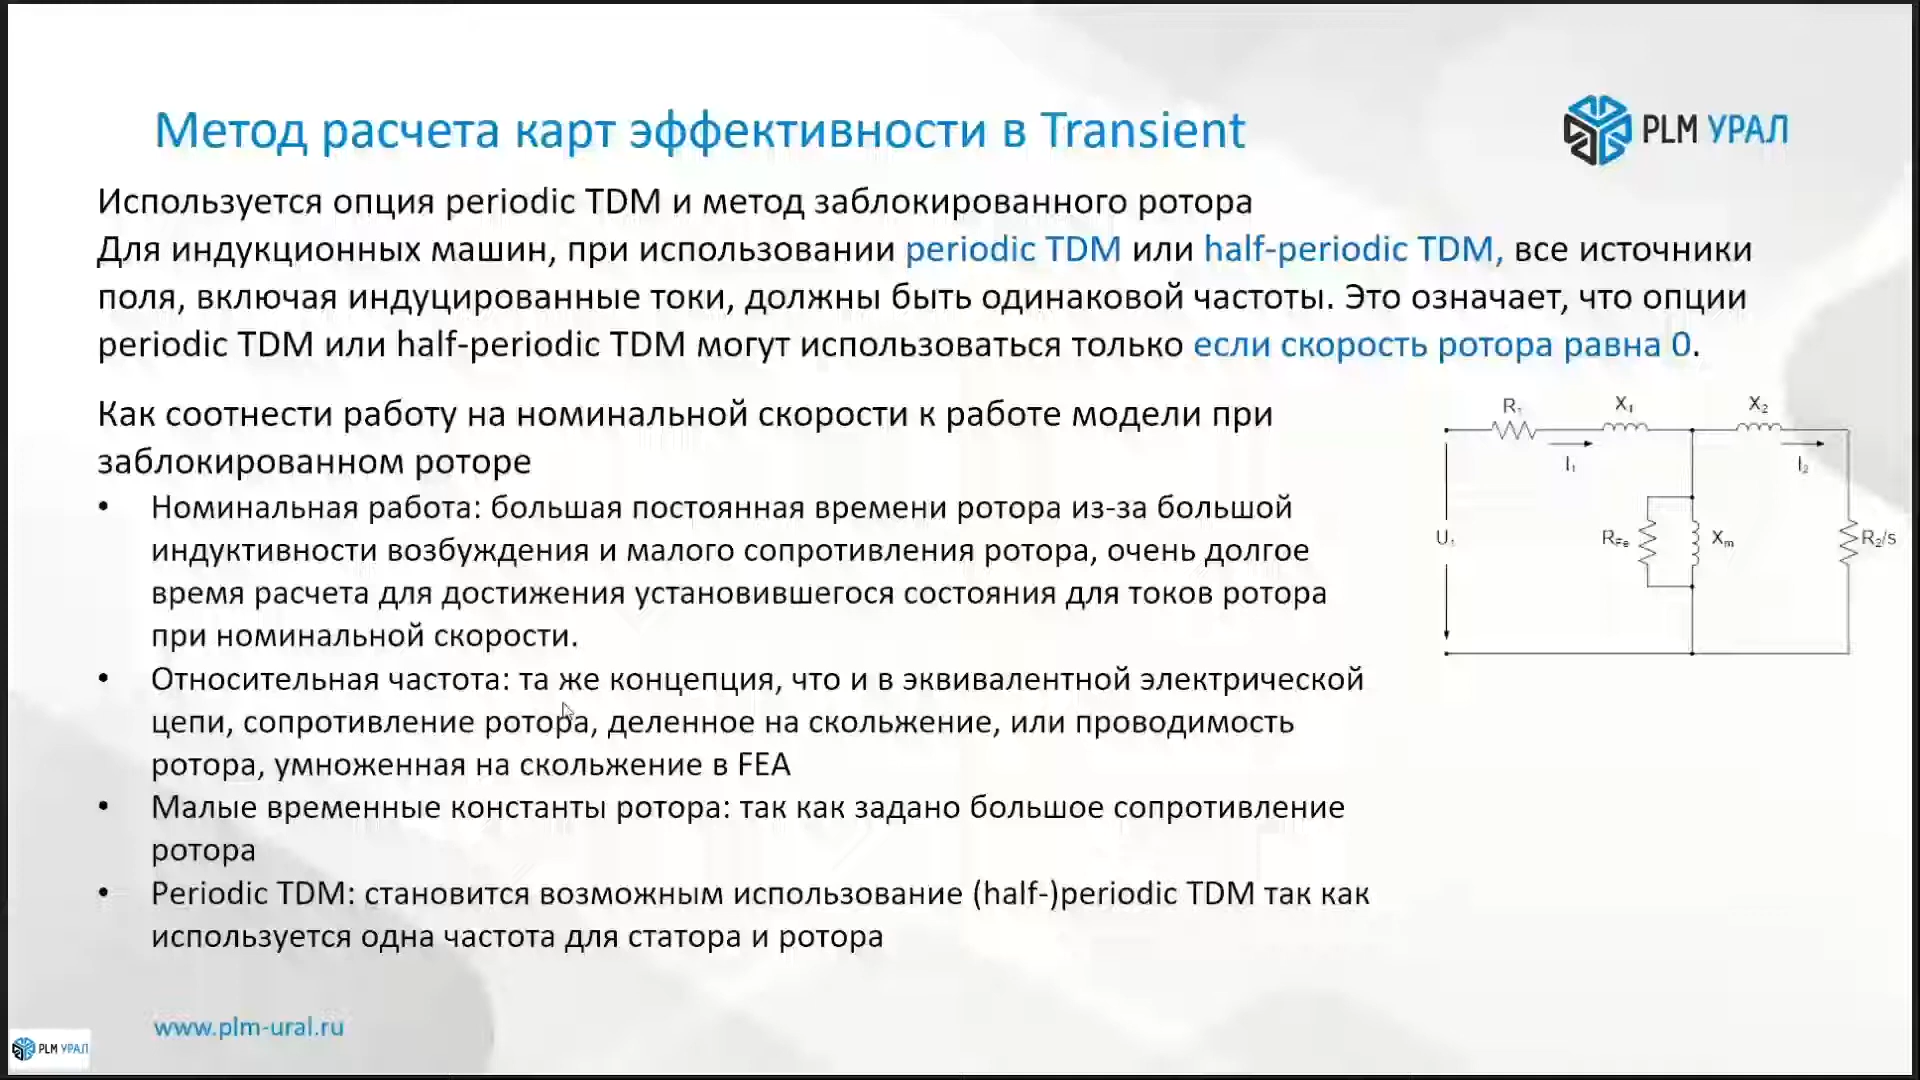 Метод расчета карт эффективности в Transient
PLM УРАЛ
Используется опция periodic TDM и метод заблокированного ротора
Для индукционных машин, при использовании periodic TDM или half-periodic TDM, все источники
поля, включая индуцированные токи, должны быть одинаковой частоты. Это означает, что опции
periodic TDM или half-periodic TDM могут использоваться только если скорость ротора равна 0.
Как соотнести работу на номинальной скорости к работе модели при
заблокированном роторе
• Номинальная работа: большая постоянная времени ротора из-за большой
индуктивности возбуждения и малого сопротивления ротора, очень долгое
время расчета для достижения установившегося состояния для токов ротора
при номинальной скорости.
• Относительная частота: та же концепция, что и в эквивалентной электрической
цепи, сопротивление ротора, деленное на скольжение, или проводимость
ротора, умноженная на скольжение в FEA
• Малые временные константы ротора: так как задано большое сопротивление
ротора
• Periodic TDM: становится возможным использование (half-)periodic TDM так как
используется одна частота для статора и ротора
R₁ X₁ X₂
I₁ I₂
U₁ RFe Xm R₂/s
www.plm-ural.ru
PLM УРАЛ